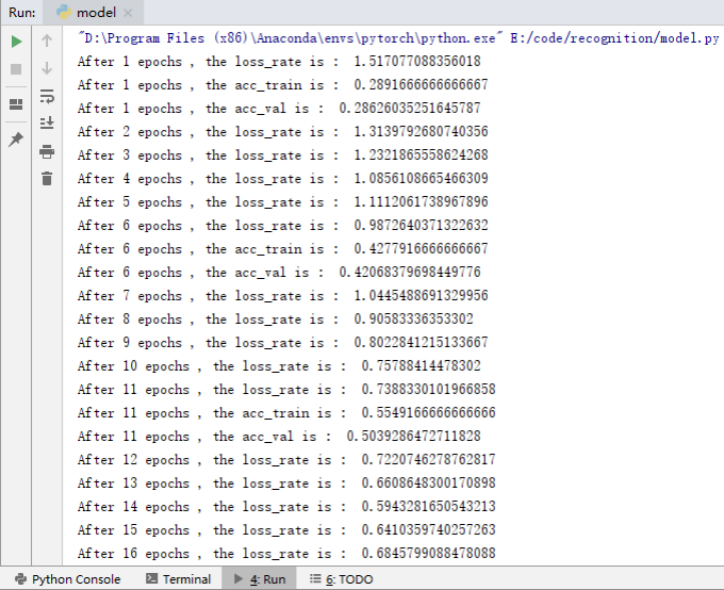 Run: model
"D:\Program Files (x86)\Anaconda\envs\pytorch\python.exe" E:/code/recognition/model.py
After 1 epochs , the loss_rate is : 1.517077088356018
After 1 epochs , the acc_train is : 0.2891666666666667
After 1 epochs , the acc_val is : 0.28626035251645787
After 2 epochs , the loss_rate is : 1.3139792680740356
After 3 epochs , the loss_rate is : 1.2321865558624268
After 4 epochs , the loss_rate is : 1.0856108665466309
After 5 epochs , the loss_rate is : 1.1112061738967896
After 6 epochs , the loss_rate is : 0.9872640371322632
After 6 epochs , the acc_train is : 0.4277916666666667
After 6 epochs , the acc_val is : 0.42068379698449776
After 7 epochs , the loss_rate is : 1.0445488691329956
After 8 epochs , the loss_rate is : 0.90583336353302
After 9 epochs , the loss_rate is : 0.8022841215133667
After 10 epochs , the loss_rate is : 0.75788414478302
After 11 epochs , the loss_rate is : 0.7388330101966858
After 11 epochs , the acc_train is : 0.5549166666666666
After 11 epochs , the acc_val is : 0.5039286472711828
After 12 epochs , the loss_rate is : 0.7220746278762817
After 13 epochs , the loss_rate is : 0.6608648300170898
After 14 epochs , the loss_rate is : 0.5943281650543213
After 15 epochs , the loss_rate is : 0.6410359740257263
After 16 epochs , the loss_rate is : 0.6845799088478088
Python Console Terminal 4: Run 6: TODO